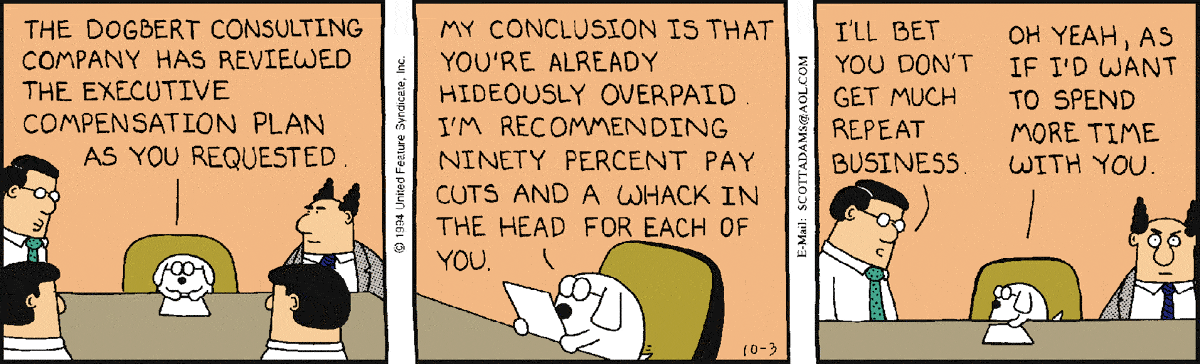 THE DOGBERT CONSULTING
COMPANY HAS REVIEWED
THE EXECUTIVE
COMPENSATION PLAN
AS YOU REQUESTED.
© 1994 United Feature Syndicate, Inc.
MY CONCLUSION IS THAT
YOU'RE ALREADY
HIDEOUSLY OVERPAID.
I'M RECOMMENDING
NINETY PERCENT PAY
CUTS AND A WHACK IN
THE HEAD FOR EACH OF
YOU.
10-3
E-Mail: SCOTTADAMS@AOL.COM
I'LL BET
YOU DON'T
GET MUCH
REPEAT
BUSINESS.
OH YEAH, AS
IF I'D WANT
TO SPEND
MORE TIME
WITH YOU.